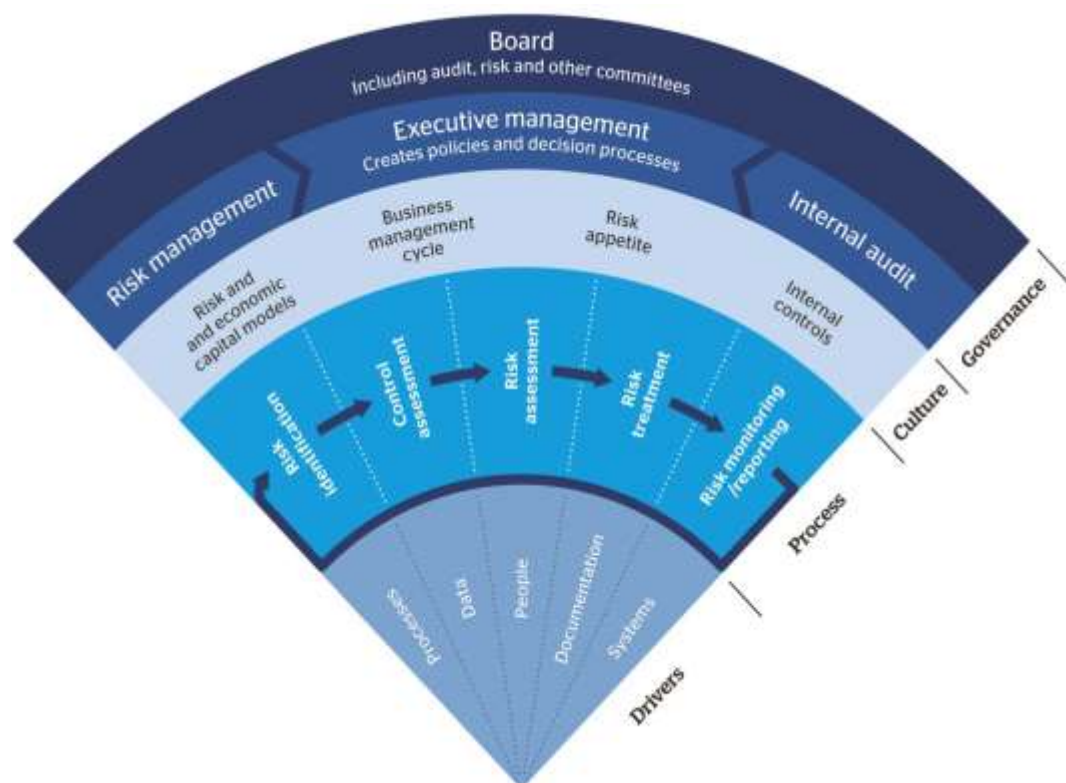 Board
Including audit, risk and other committees
Executive management
Creates policies and decision processes
Risk management
Internal audit
Risk and
and economic
capital models
Business
management
cycle
Risk
appetite
Internal
controls
Risk
identification
Control
assessment
Risk
assessment
Risk
treatment
Risk monitoring
/reporting
Processes
Data
People
Documentation
Systems
Governance
Culture
Process
Drivers